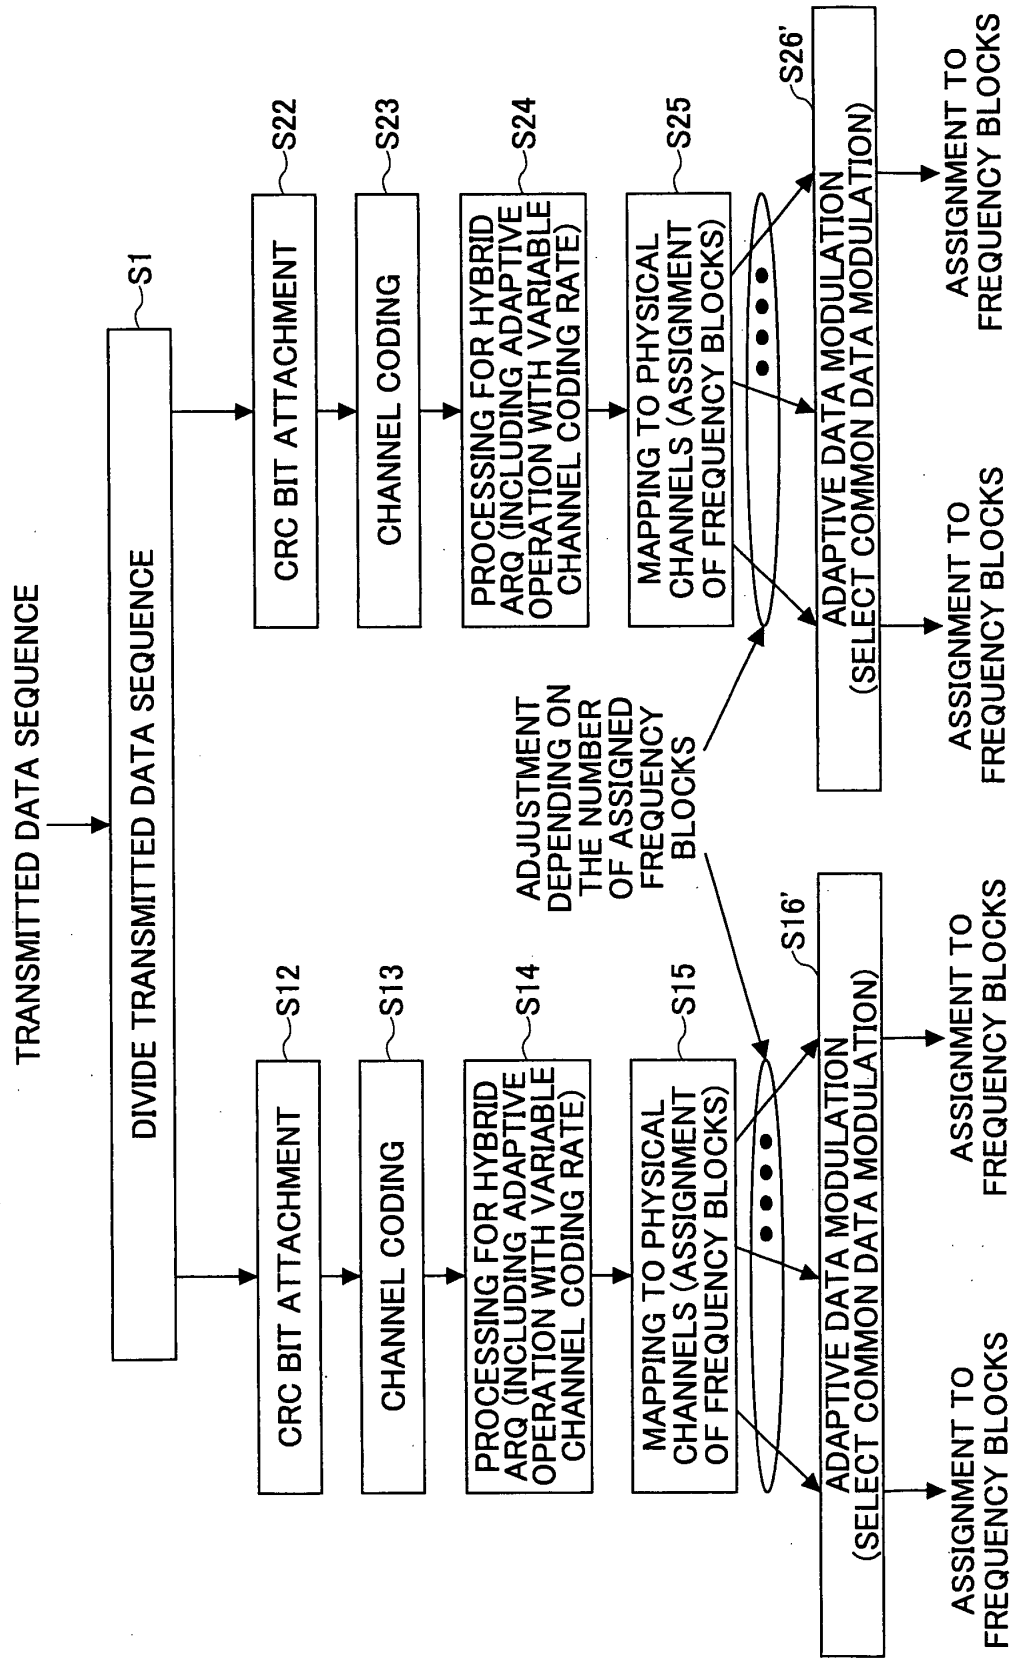 TRANSMITTED DATA SEQUENCE
DIVIDE TRANSMITTED DATA SEQUENCE
S1
CRC BIT ATTACHMENT
S12
CHANNEL CODING
S13
PROCESSING FOR HYBRID
ARQ (INCLUDING ADAPTIVE
OPERATION WITH VARIABLE
CHANNEL CODING RATE)
S14
MAPPING TO PHYSICAL
CHANNELS (ASSIGNMENT
OF FREQUENCY BLOCKS)
S15
ADAPTIVE DATA MODULATION
(SELECT COMMON DATA MODULATION)
S16'
ASSIGNMENT TO
FREQUENCY BLOCKS
ASSIGNMENT TO
FREQUENCY BLOCKS
ADJUSTMENT
DEPENDING ON
THE NUMBER
OF ASSIGNED
FREQUENCY
BLOCKS
CRC BIT ATTACHMENT
S22
CHANNEL CODING
S23
PROCESSING FOR HYBRID
ARQ (INCLUDING ADAPTIVE
OPERATION WITH VARIABLE
CHANNEL CODING RATE)
S24
MAPPING TO PHYSICAL
CHANNELS (ASSIGNMENT
OF FREQUENCY BLOCKS)
S25
ADAPTIVE DATA MODULATION
(SELECT COMMON DATA MODULATION)
S26'
ASSIGNMENT TO
FREQUENCY BLOCKS
ASSIGNMENT TO
FREQUENCY BLOCKS